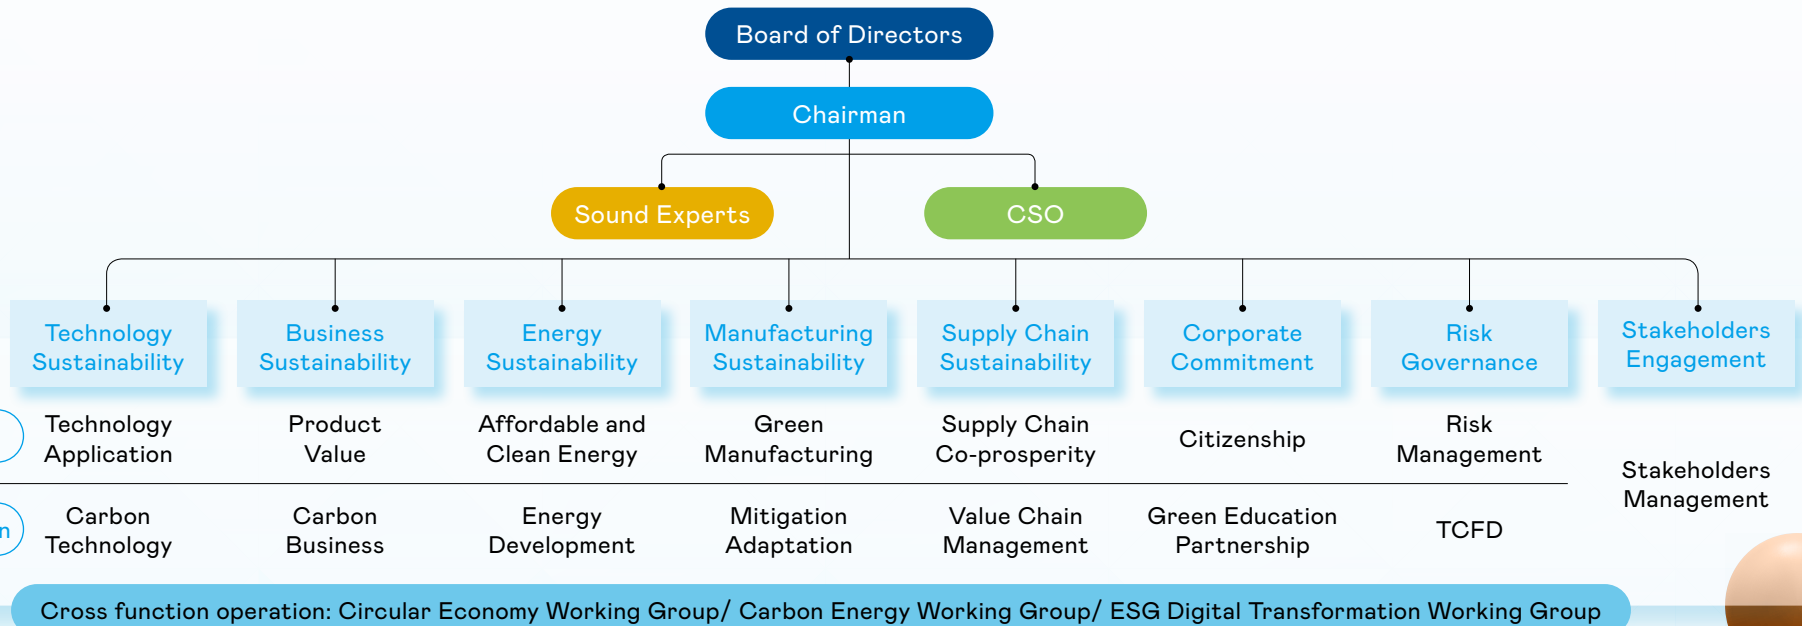 Board of Directors
Chairman
Sound Experts
CSO
Technology
Sustainability
Business
Sustainability
Energy
Sustainability
Manufacturing
Sustainability
Supply Chain
Sustainability
Corporate
Commitment
Risk
Governance
Stakeholders
Engagement
Technology
Application
Product
Value
Affordable and
Clean Energy
Green
Manufacturing
Supply Chain
Co-prosperity
Citizenship
Risk
Management
Stakeholders
Management
Carbon
Technology
Carbon
Business
Energy
Development
Mitigation
Adaptation
Value Chain
Management
Green Education
Partnership
TCFD
Cross function operation: Circular Economy Working Group/ Carbon Energy Working Group/ ESG Digital Transformation Working Group